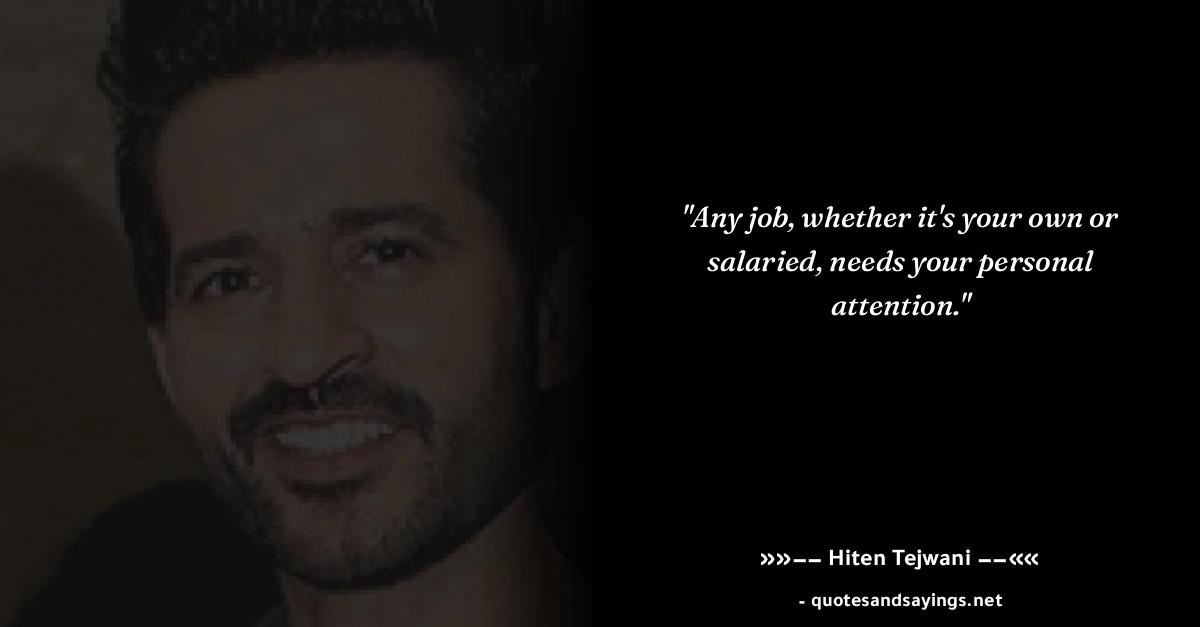 "Any job, whether it's your own or
salaried, needs your personal
attention."
»»—— Hiten Tejwani ——««
- quotesandsayings.net